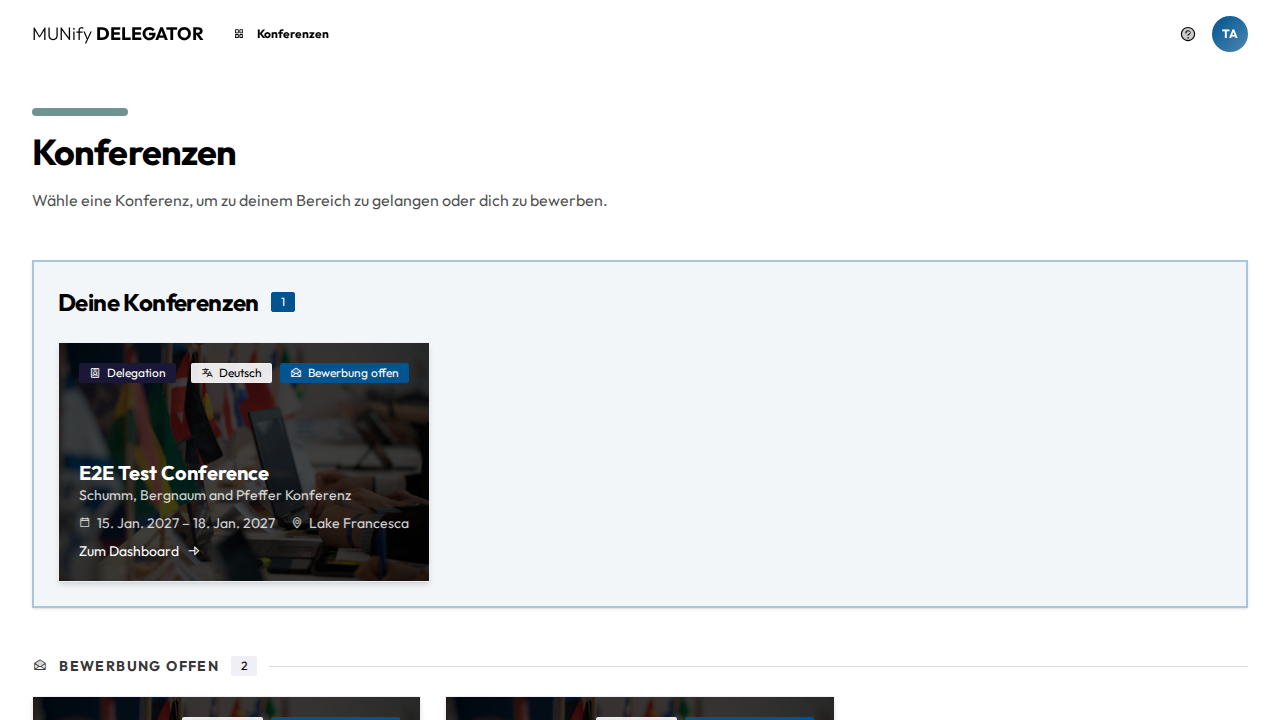 MUNify DELEGATOR
Konferenzen
TA
Konferenzen
Wähle eine Konferenz, um zu deinem Bereich zu gelangen oder dich zu bewerben.
Deine Konferenzen 1
Delegation Deutsch Bewerbung offen
E2E Test Conference
Schumm, Bergnaum and Pfeffer Konferenz
15. Jan. 2027 – 18. Jan. 2027 Lake Francesca
Zum Dashboard
BEWERBUNG OFFEN 2